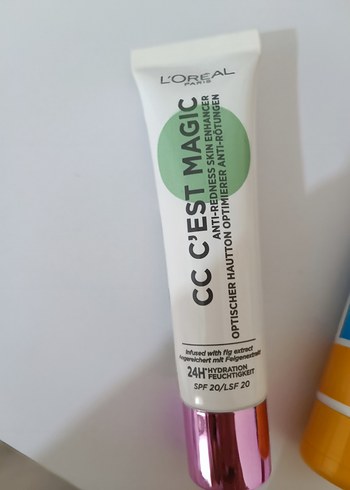 L'ORÉAL
PARIS
CC C'EST MAGIC
ANTI-REDNESS SKIN ENHANCER
OPTISCHER HAUTTON OPTIMIERER ANTI-RÖTUNGEN
Infused with fig extract
Angereichert mit Feigenextrakt
24H* HYDRATION
FEUCHTIGKEIT
SPF 20/LSF 20